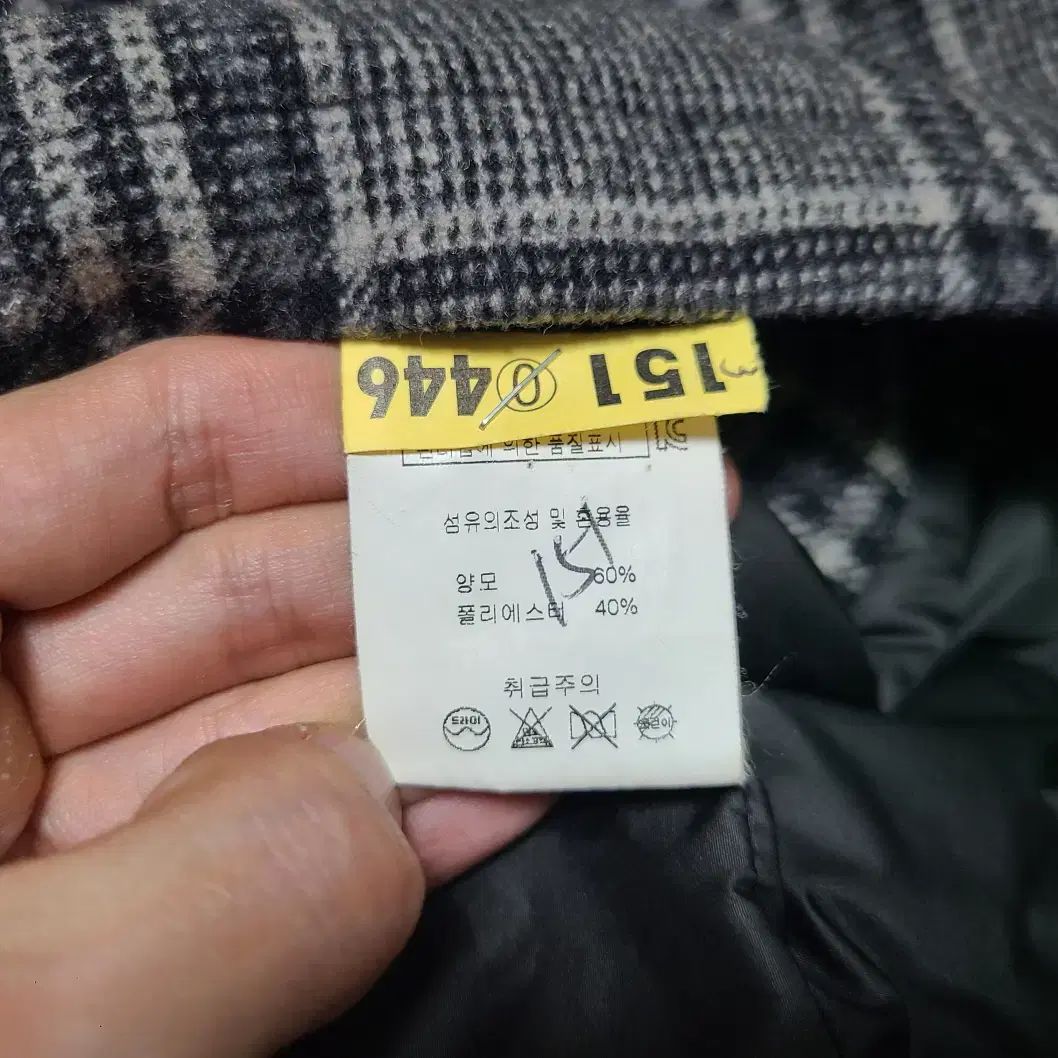 151 0 446
의한 품질표시
섬유의조성 및 혼용율
양모 60%
폴리에스터 40%
취급주의
드라이